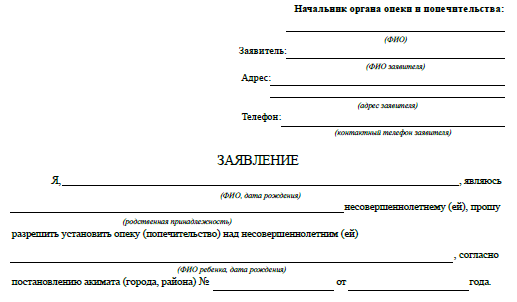 Начальник органа опеки и попечительства:
(ФИО)
Заявитель:
(ФИО заявителя)
Адрес:
(адрес заявителя)
Телефон:
(контактный телефон заявителя)
ЗАЯВЛЕНИЕ
Я, , являюсь
(ФИО, дата рождения)
несовершеннолетнему (ей), прошу
(родственная принадлежность)
разрешить установить опеку (попечительство) над несовершеннолетним (ей)
, согласно
(ФИО ребенка, дата рождения)
постановлению акимата (города, района) № от года.